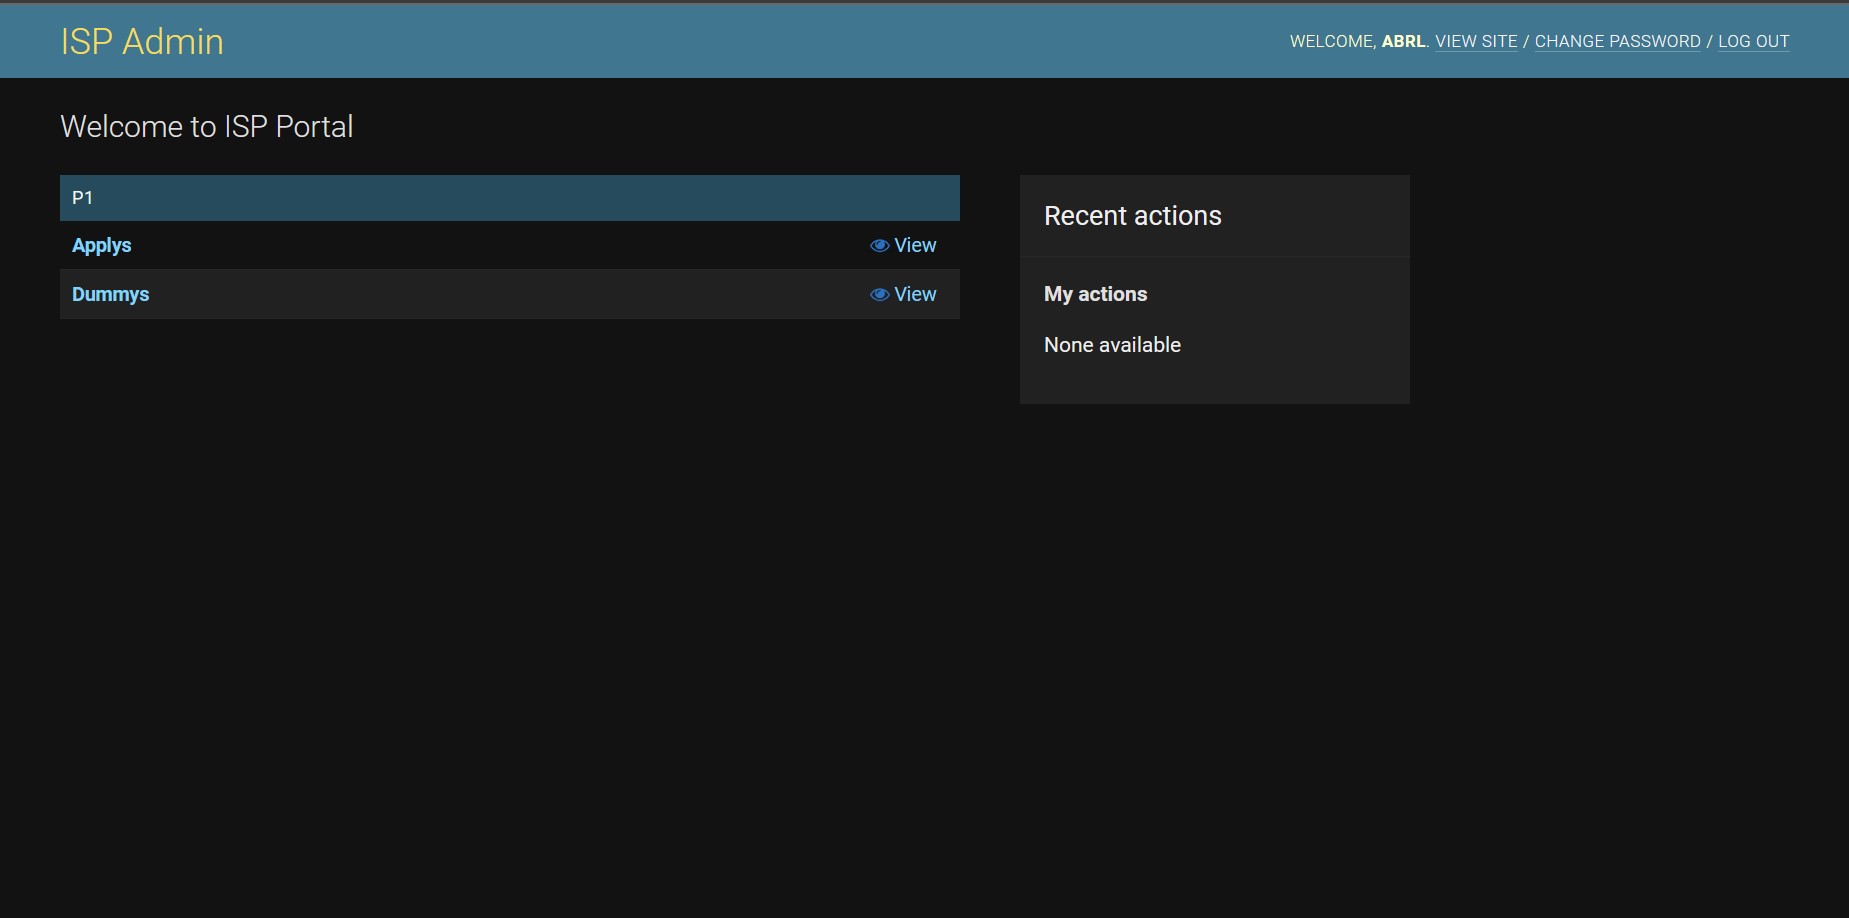 ISP Admin
WELCOME, ABRL. VIEW SITE / CHANGE PASSWORD / LOG OUT
Welcome to ISP Portal
P1
Applys View
Dummys View
Recent actions
My actions
None available